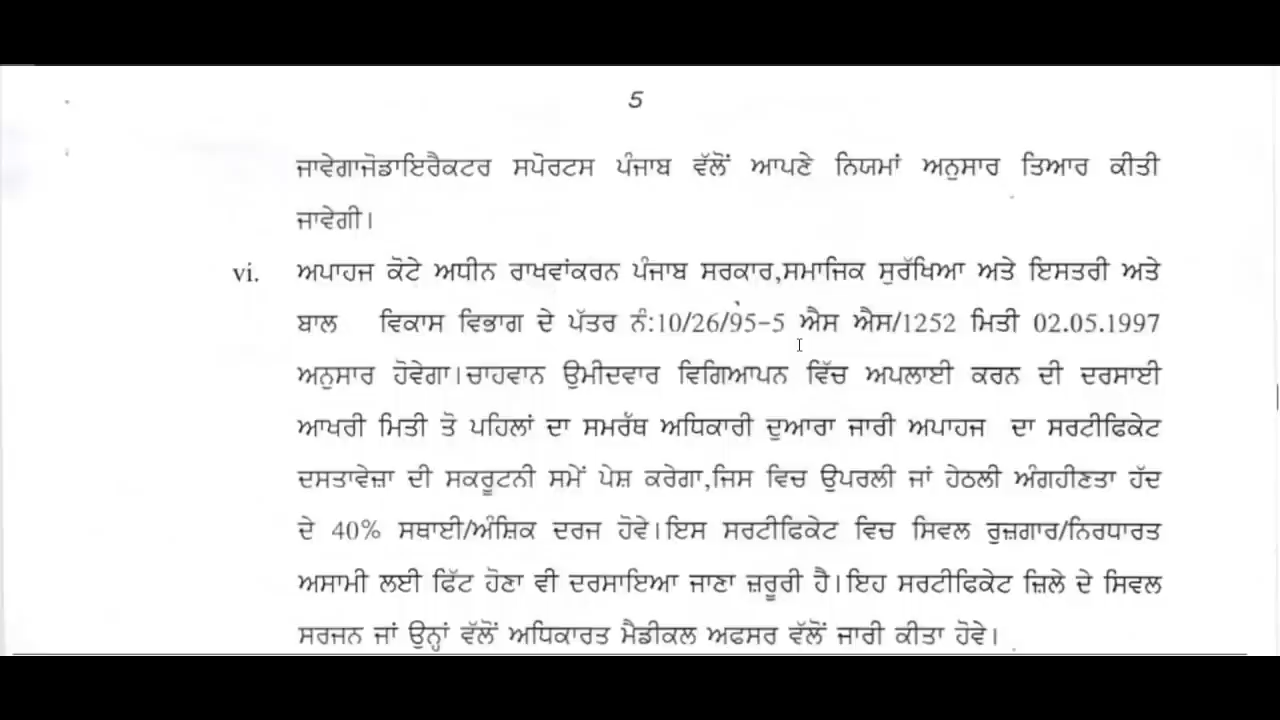 5
ਜਾਵੇਗਾਜੋਡਾਇਰੈਕਟਰ ਸਪੋਰਟਸ ਪੰਜਾਬ ਵੱਲੋਂ ਆਪਣੇ ਨਿਯਮਾਂ ਅਨੁਸਾਰ ਤਿਆਰ ਕੀਤੀ
ਜਾਵੇਗੀ।
vi. ਅਪਾਹਜ ਕੋਟੇ ਅਧੀਨ ਰਾਖਵਾਂਕਰਨ ਪੰਜਾਬ ਸਰਕਾਰ,ਸਮਾਜਿਕ ਸੁਰੱਖਿਆ ਅਤੇ ਇਸਤਰੀ ਅਤੇ
ਬਾਲ ਵਿਕਾਸ ਵਿਭਾਗ ਦੇ ਪੱਤਰ ਨੰ:10/26/95-5 ਐਸ ਐਸ/1252 ਮਿਤੀ 02.05.1997
ਅਨੁਸਾਰ ਹੋਵੇਗਾ।ਚਾਹਵਾਨ ਉਮੀਦਵਾਰ ਵਿਗਿਆਪਨ ਵਿੱਚ ਅਪਲਾਈ ਕਰਨ ਦੀ ਦਰਸਾਈ
ਆਖਰੀ ਮਿਤੀ ਤੋ ਪਹਿਲਾਂ ਦਾ ਸਮਰੱਥ ਅਧਿਕਾਰੀ ਦੁਆਰਾ ਜਾਰੀ ਅਪਾਹਜ ਦਾ ਸਰਟੀਫਿਕੇਟ
ਦਸਤਾਵੇਜ਼ਾ ਦੀ ਸਕਰੂਟਨੀ ਸਮੇਂ ਪੇਸ਼ ਕਰੇਗਾ,ਜਿਸ ਵਿਚ ਉਪਰਲੀ ਜਾਂ ਹੇਠਲੀ ਅੰਗਹੀਣਤਾ ਹੱਦ
ਦੇ 40% ਸਥਾਈ/ਅੰਸ਼ਿਕ ਦਰਜ ਹੋਵੇ।ਇਸ ਸਰਟੀਫਿਕੇਟ ਵਿਚ ਸਿਵਲ ਰੁਜ਼ਗਾਰ/ਨਿਰਧਾਰਤ
ਅਸਾਮੀ ਲਈ ਫਿੱਟ ਹੋਣਾ ਵੀ ਦਰਸਾਇਆ ਜਾਣਾ ਜ਼ਰੂਰੀ ਹੈ।ਇਹ ਸਰਟੀਫਿਕੇਟ ਜ਼ਿਲੇ ਦੇ ਸਿਵਲ
ਸਰਜਨ ਜਾਂ ਉਨ੍ਹਾਂ ਵੱਲੋਂ ਅਧਿਕਾਰਤ ਮੈਡੀਕਲ ਅਫਸਰ ਵੱਲੋਂ ਜਾਰੀ ਕੀਤਾ ਹੋਵੇ।